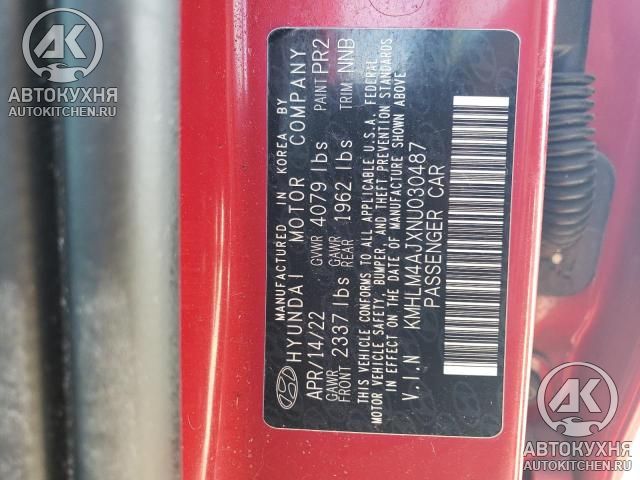 MANUFACTURED IN KOREA BY
HYUNDAI MOTOR COMPANY
APR/14/22 GVWR 4079 lbs PAINT PR2
GAWR FRONT 2337 lbs GAWR REAR 1962 lbs TRIM NNB
THIS VEHICLE CONFORMS TO ALL APPLICABLE U.S.A. FEDERAL
MOTOR VEHICLE SAFETY, BUMPER, AND THEFT PREVENTION STANDARDS
IN EFFECT ON THE DATE OF MANUFACTURE SHOWN ABOVE
V.I.N KMHLM4AJXNU030487
PASSENGER CAR
АВТОКУХНЯ
AUTOKITCHEN.RU
АВТОКУХНЯ
AUTOKITCHEN.RU